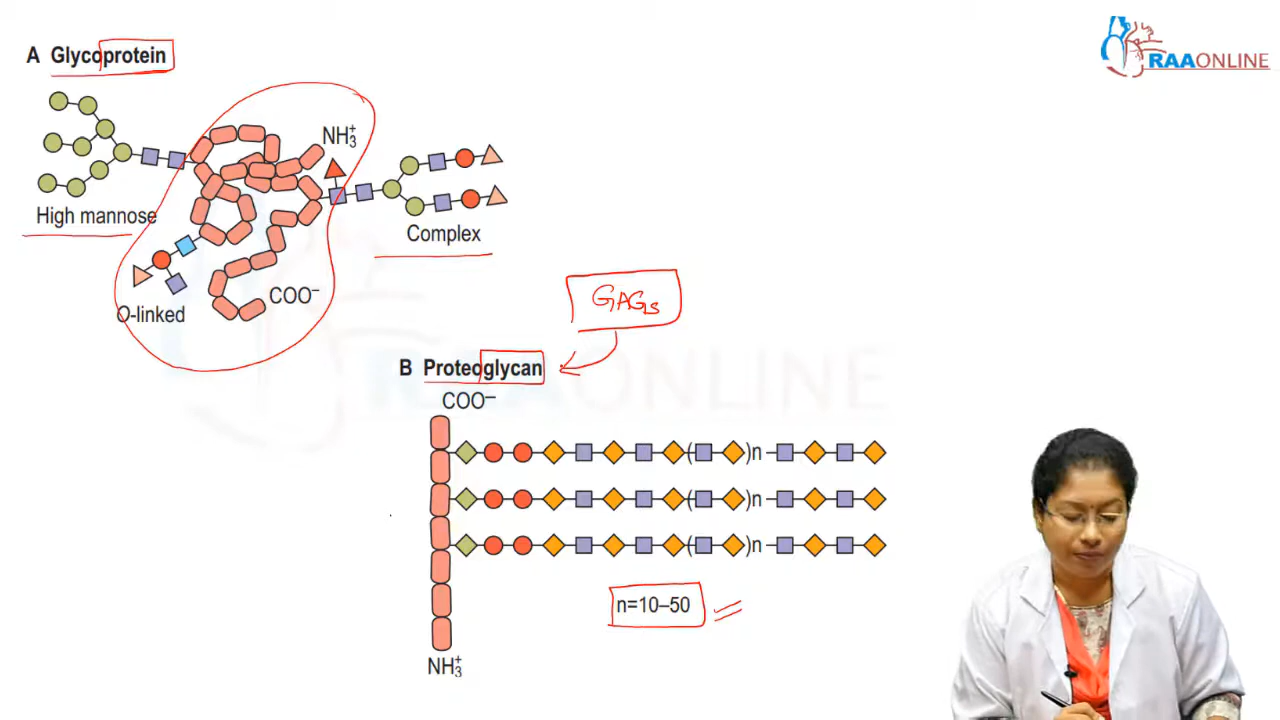 A Glycoprotein
RAAONLINE
NH₃⁺
High mannose
Complex
O-linked
COO⁻
GAGs
B Proteoglycan
COO⁻
( )n
( )n
( )n
n=10–50
NH₃⁺